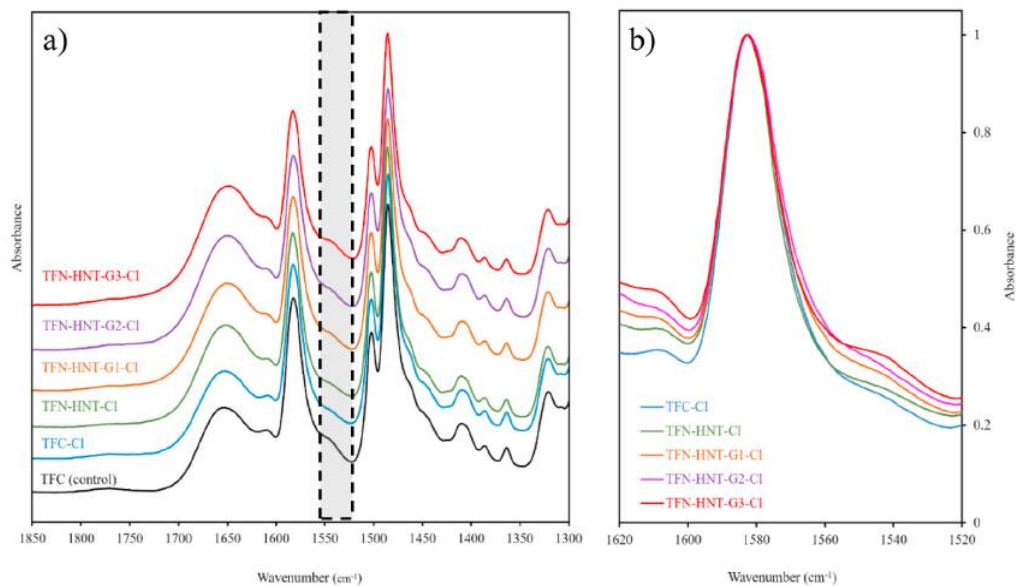 a)
Absorbance
TFN-HNT-G3-Cl
TFN-HNT-G2-Cl
TFN-HNT-G1-Cl
TFN-HNT-Cl
TFC-Cl
TFC (control)
1850 1800 1750 1700 1650 1600 1550 1500 1450 1400 1350 1300
Wavenumber (cm⁻¹)
b)
TFC-Cl
TFN-HNT-Cl
TFN-HNT-G1-Cl
TFN-HNT-G2-Cl
TFN-HNT-G3-Cl
1
0.8
0.6
0.4
0.2
0
Absorbance
1620 1600 1580 1560 1540 1520
Wavenumber (cm⁻¹)